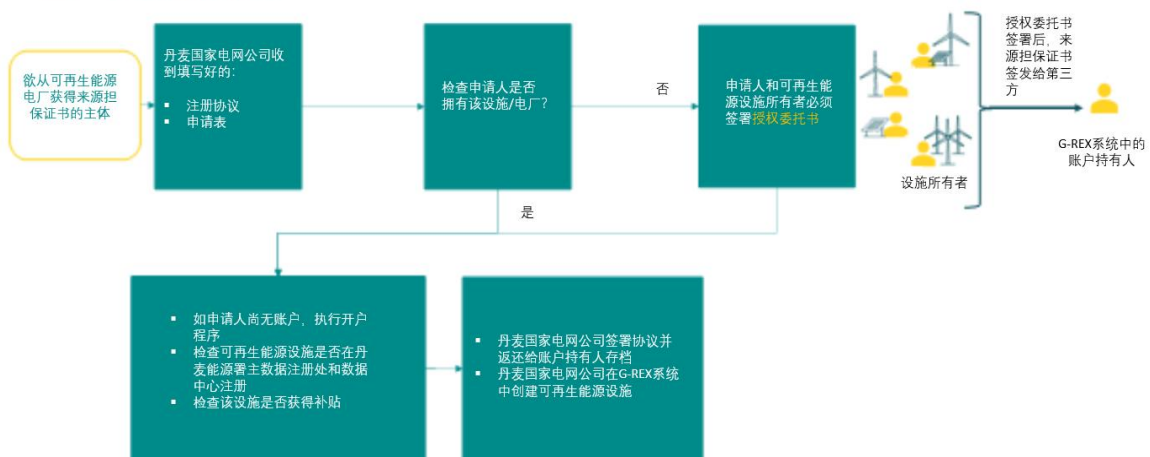 欲从可再生能源
电厂获得来源担
保证书的主体
丹麦国家电网公司收
到填写好的:
▪ 注册协议
▪ 申请表
检查申请人是否
拥有该设施/电厂?
否
申请人和可再生能
源设施所有者必须
签署授权委托书
设施所有者
授权委托书
签署后,来
源担保证书
签发给第三
方
G-REX系统中的
账户持有人
是
▪ 如申请人尚无账户,执行开户
程序
▪ 检查可再生能源设施是否在丹
麦能源署主数据注册处和数据
中心注册
▪ 检查该设施是否获得补贴
▪ 丹麦国家电网公司签署协议并
返还给账户持有人存档
▪ 丹麦国家电网公司在G-REX系统
中创建可再生能源设施